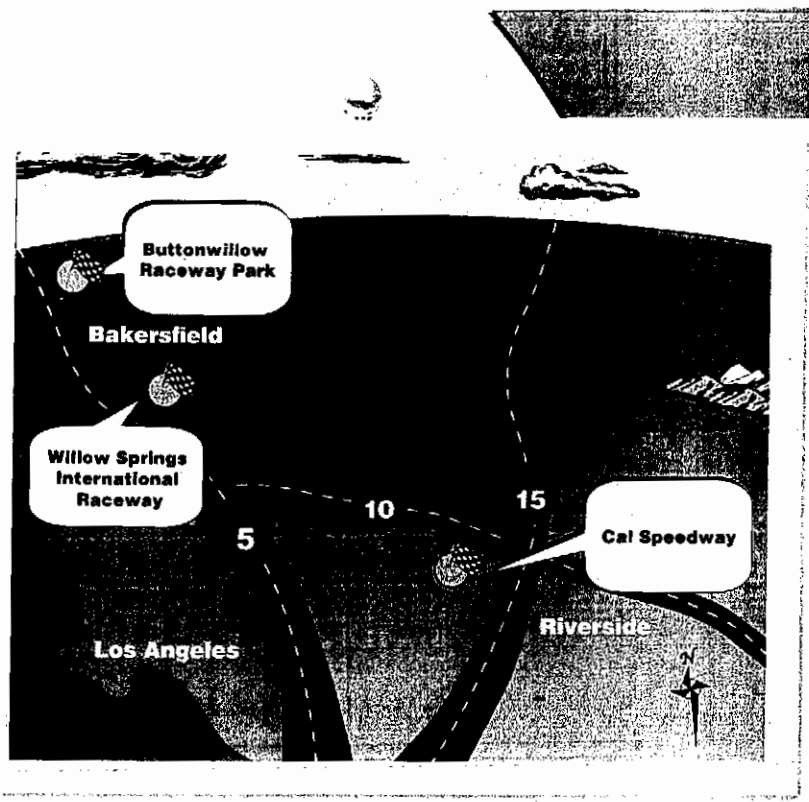 Buttonwillow
Raceway Park
Bakersfield
Willow Springs
International
Raceway
10
15
5
Cal Speedway
Riverside
Los Angeles
N